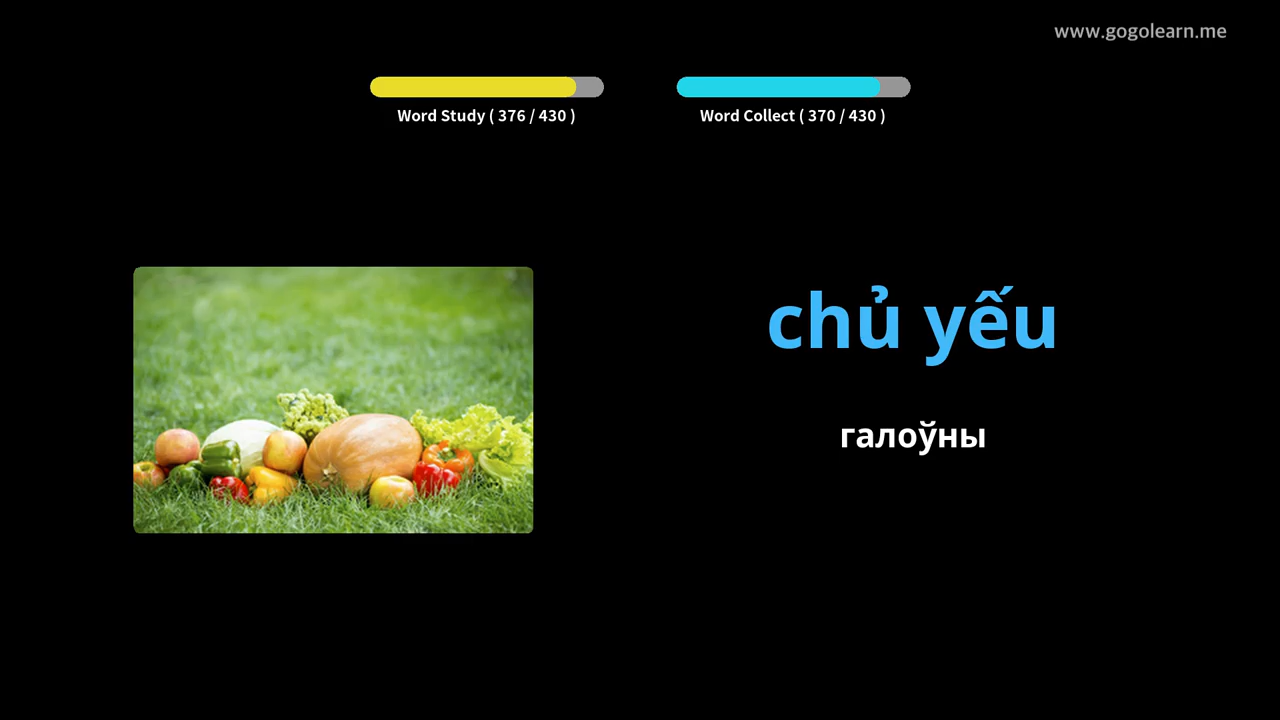 www.gogolearn.me
Word Study ( 376 / 430 )
Word Collect ( 370 / 430 )
chủ yếu
галоўны